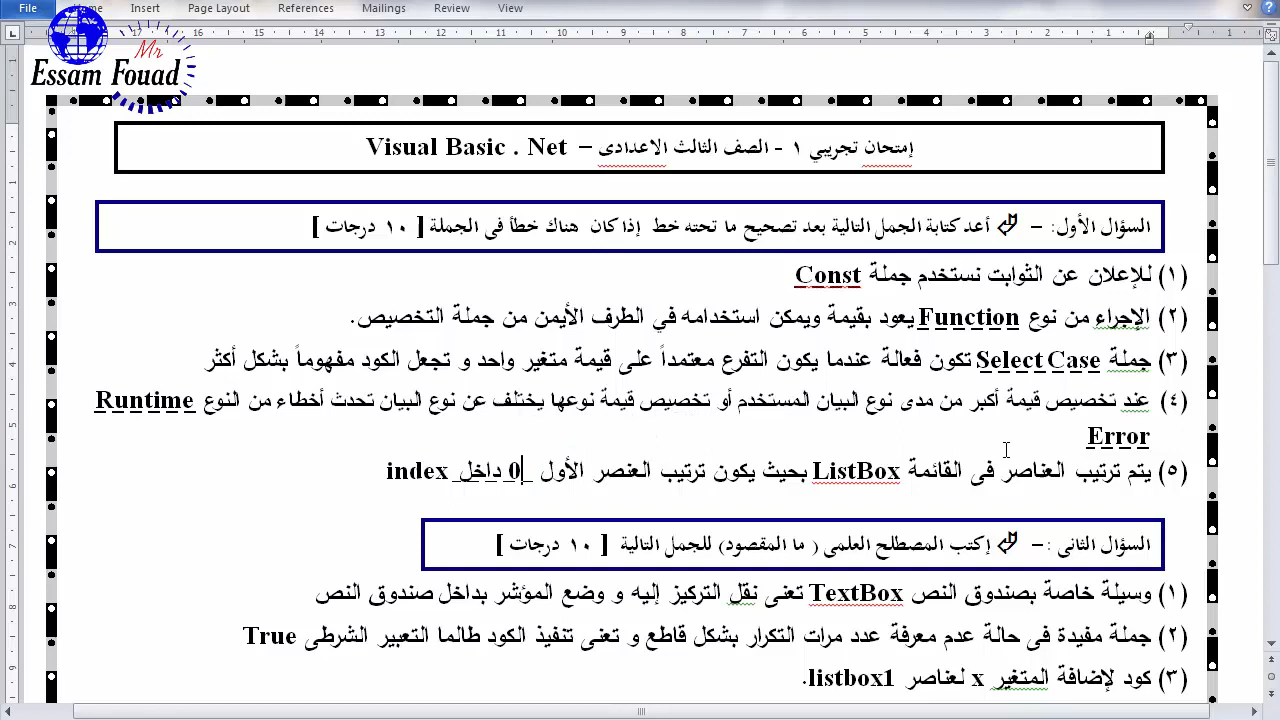 File Home Insert Page Layout References Mailings Review View
Mr
Essam Fouad
إمتحان تجريبي ١ - الصف الثالث الاعدادى – Visual Basic . Net
السؤال الأول: – أعد كتابة الجمل التالية بعد تصحيح ما تحته خط إذا كان هناك خطأ فى الجملة [ ١٠ درجات ]
(١) للإعلان عن الثوابت نستخدم جملة Const
(٢) الإجراء من نوع Function يعود بقيمة ويمكن استخدامه في الطرف الأيمن من جملة التخصيص.
(٣) جملة Select Case تكون فعالة عندما يكون التفرع معتمداً على قيمة متغير واحد و تجعل الكود مفهوماً بشكل أكثر
(٤) عند تخصيص قيمة أكبر من مدى نوع البيان المستخدم أو تخصيص قيمة نوعها يختلف عن نوع البيان تحدث أخطاء من النوع Runtime
Error
(٥) يتم ترتيب العناصر فى القائمة ListBox بحيث يكون ترتيب العنصر الأول 0 داخل index
السؤال الثانى :– إكتب المصطلح العلمى ( ما المقصود) للجمل التالية [ ١٠ درجات ]
(١) وسيلة خاصة بصندوق النص TextBox تعنى نقل التركيز إليه و وضع المؤشر بداخل صندوق النص
(٢) جملة مفيدة فى حالة عدم معرفة عدد مرات التكرار بشكل قاطع و تعنى تنفيذ الكود طالما التعبير الشرطى True
(٣) كود لإضافة المتغير x لعناصر listbox1.